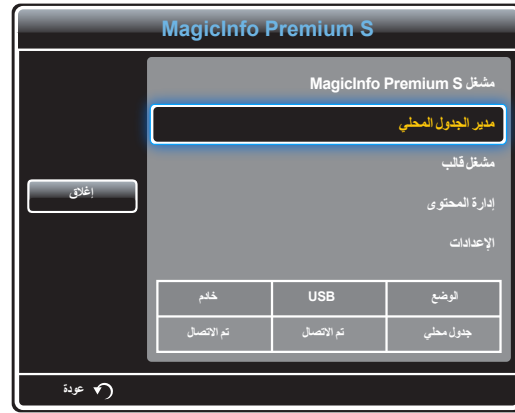 MagicInfo Premium S
مشغل MagicInfo Premium S
مدير الجدول المحلي
مشغل قالب
إدارة المحتوى
الإعدادات
إغلاق
الوضع USB خادم
جدول محلي تم الاتصال تم الاتصال
عودة